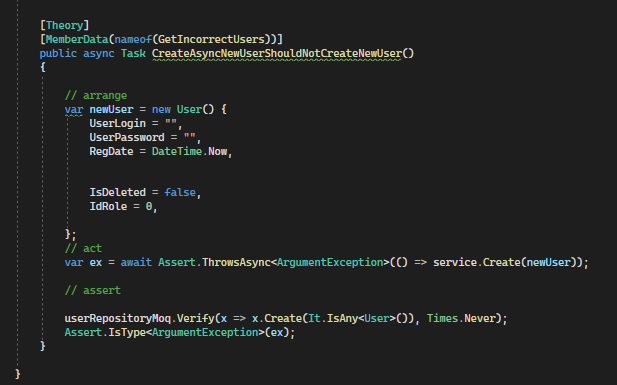 [Theory]
[MemberData(nameof(GetIncorrectUsers))]
public async Task CreateAsyncNewUserShouldNotCreateNewUser()
{
// arrange
var newUser = new User() {
UserLogin = "",
UserPassword = "",
RegDate = DateTime.Now,
IsDeleted = false,
IdRole = 0,
};
// act
var ex = await Assert.ThrowsAsync<ArgumentException>(() => service.Create(newUser));
// assert
userRepositoryMoq.Verify(x => x.Create(It.IsAny<User>()), Times.Never);
Assert.IsType<ArgumentException>(ex);
}
}